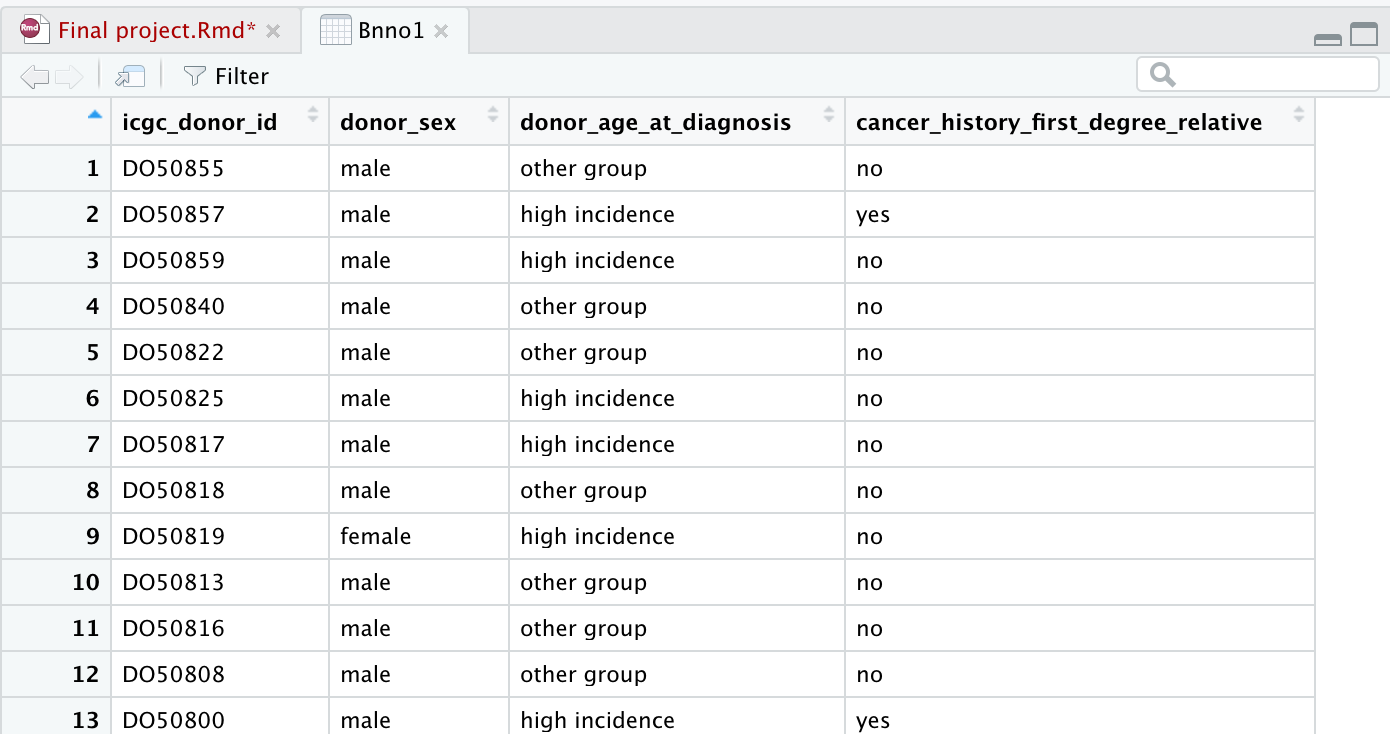 Rmd Final project.Rmd* Bnno1
Filter
icgc_donor_id donor_sex donor_age_at_diagnosis cancer_history_first_degree_relative
1 DO50855 male other group no
2 DO50857 male high incidence yes
3 DO50859 male high incidence no
4 DO50840 male other group no
5 DO50822 male other group no
6 DO50825 male high incidence no
7 DO50817 male high incidence no
8 DO50818 male other group no
9 DO50819 female high incidence no
10 DO50813 male other group no
11 DO50816 male other group no
12 DO50808 male other group no
13 DO50800 male high incidence yes